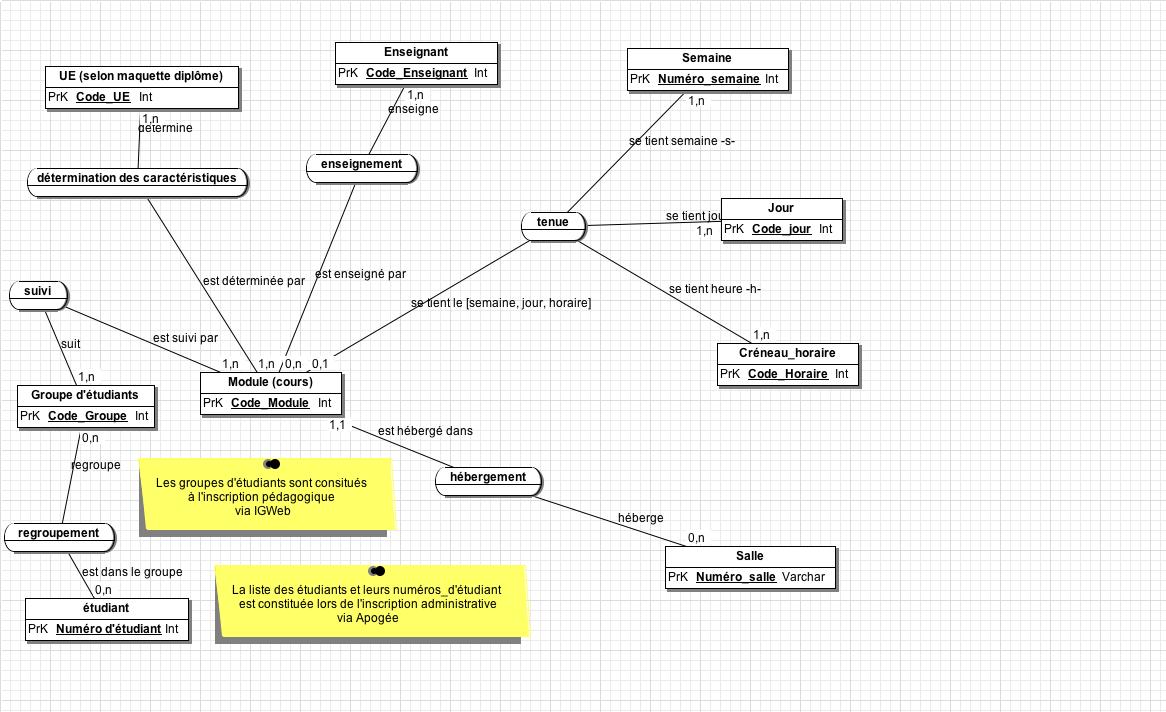 Enseignant
PrK Code_Enseignant Int
1,n
enseigne
Semaine
PrK Numéro_semaine Int
1,n
UE (selon maquette diplôme)
PrK Code_UE Int
1,n
détermine
se tient semaine -s-
enseignement
détermination des caractéristiques
Jour
PrK Code_jour Int
se tient jou
1,n
tenue
est déterminée par
est enseigné par
se tient heure -h-
suivi
se tient le [semaine, jour, horaire]
suit
est suivi par
1,n
Créneau_horaire
PrK Code_Horaire Int
1,n
1,n
1,n
0,n
0,1
Module (cours)
PrK Code_Module Int
1,1
Groupe d'étudiants
PrK Code_Groupe Int
0,n
est hébergé dans
regroupe
hébergement
Les groupes d'étudiants sont consitués
à l'inscription pédagogique
via IGWeb
héberge
regroupement
0,n
Salle
PrK Numéro_salle Varchar
est dans le groupe
0,n
étudiant
PrK Numéro d'étudiant Int
La liste des étudiants et leurs numéros_d'étudiant
est constituée lors de l'inscription administrative
via Apogée